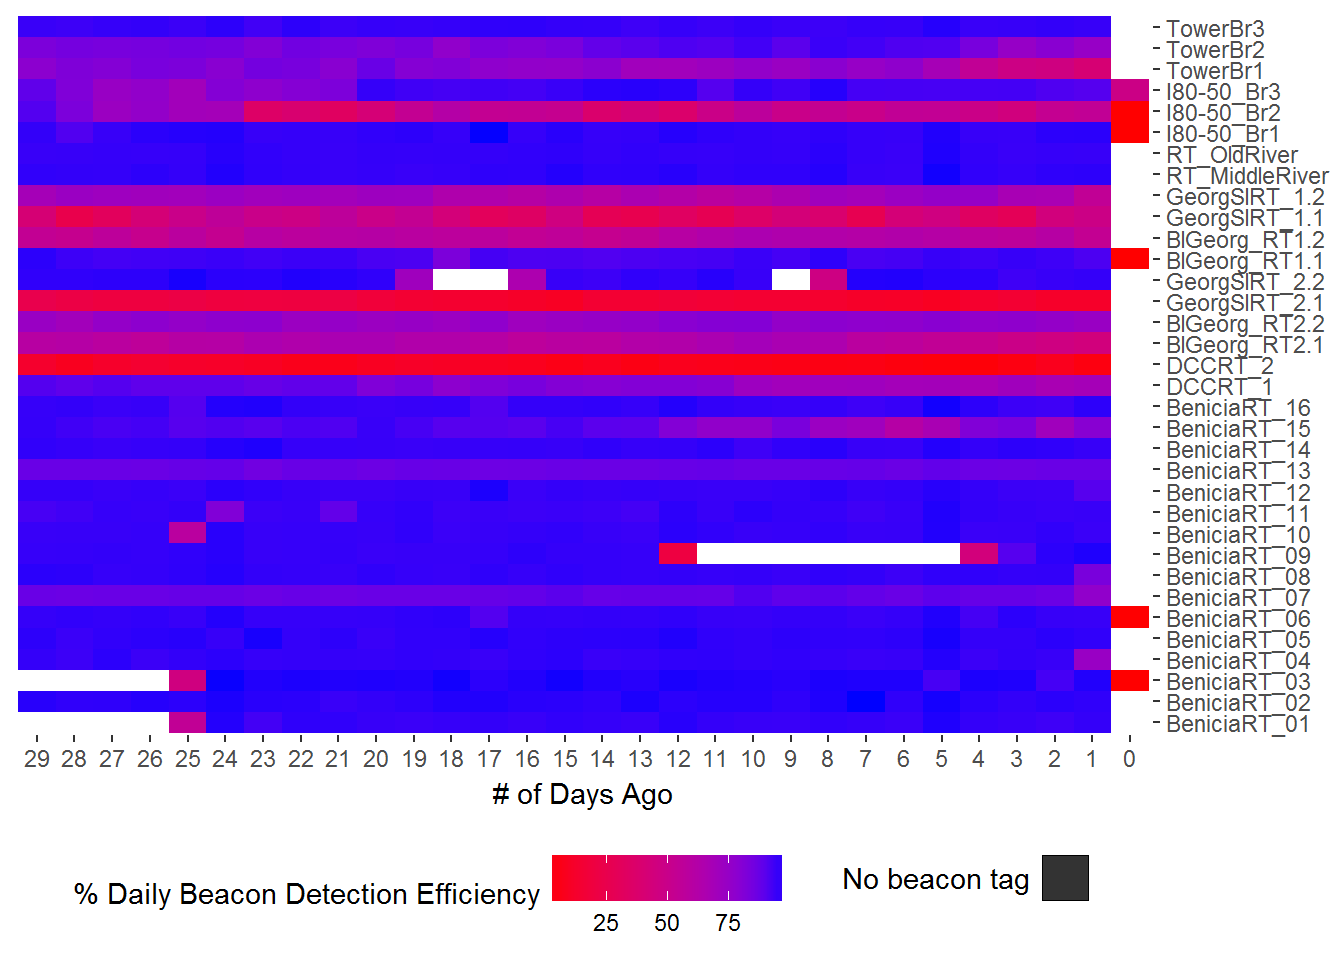 TowerBr3
TowerBr2
TowerBr1
I80-50_Br3
I80-50_Br2
I80-50_Br1
RT_OldRiver
RT_MiddleRiver
GeorgSlRT_1.2
GeorgSlRT_1.1
BlGeorg_RT1.2
BlGeorg_RT1.1
GeorgSlRT_2.2
GeorgSlRT_2.1
BlGeorg_RT2.2
BlGeorg_RT2.1
DCCRT_2
DCCRT_1
BeniciaRT_16
BeniciaRT_15
BeniciaRT_14
BeniciaRT_13
BeniciaRT_12
BeniciaRT_11
BeniciaRT_10
BeniciaRT_09
BeniciaRT_08
BeniciaRT_07
BeniciaRT_06
BeniciaRT_05
BeniciaRT_04
BeniciaRT_03
BeniciaRT_02
BeniciaRT_01
29 28 27 26 25 24 23 22 21 20 19 18 17 16 15 14 13 12 11 10 9 8 7 6 5 4 3 2 1 0
# of Days Ago
% Daily Beacon Detection Efficiency
25 50 75
No beacon tag